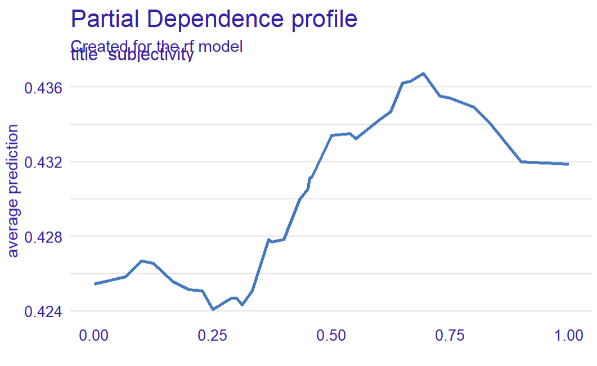 Partial Dependence profile
Created for the rf model
title_subjectivity
0.436
0.432
0.428
0.424
average prediction
0.00 0.25 0.50 0.75 1.00